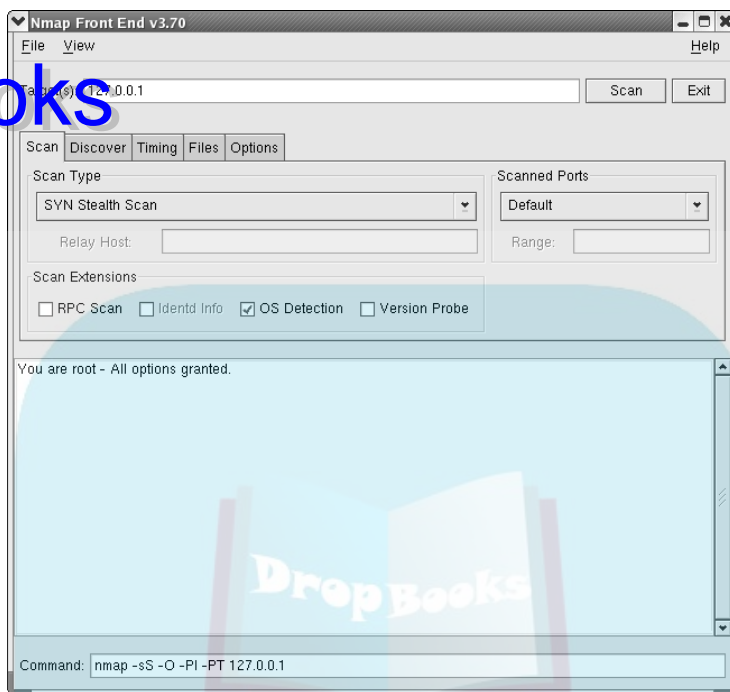 Nmap Front End v3.70
File View Help
oks
Target(s): 127.0.0.1 Scan Exit
Scan Discover Timing Files Options
Scan Type Scanned Ports
SYN Stealth Scan Default
Relay Host: Range:
Scan Extensions
RPC Scan Identd Info OS Detection Version Probe
You are root - All options granted.
DropBooks
Command: nmap -sS -O -PI -PT 127.0.0.1